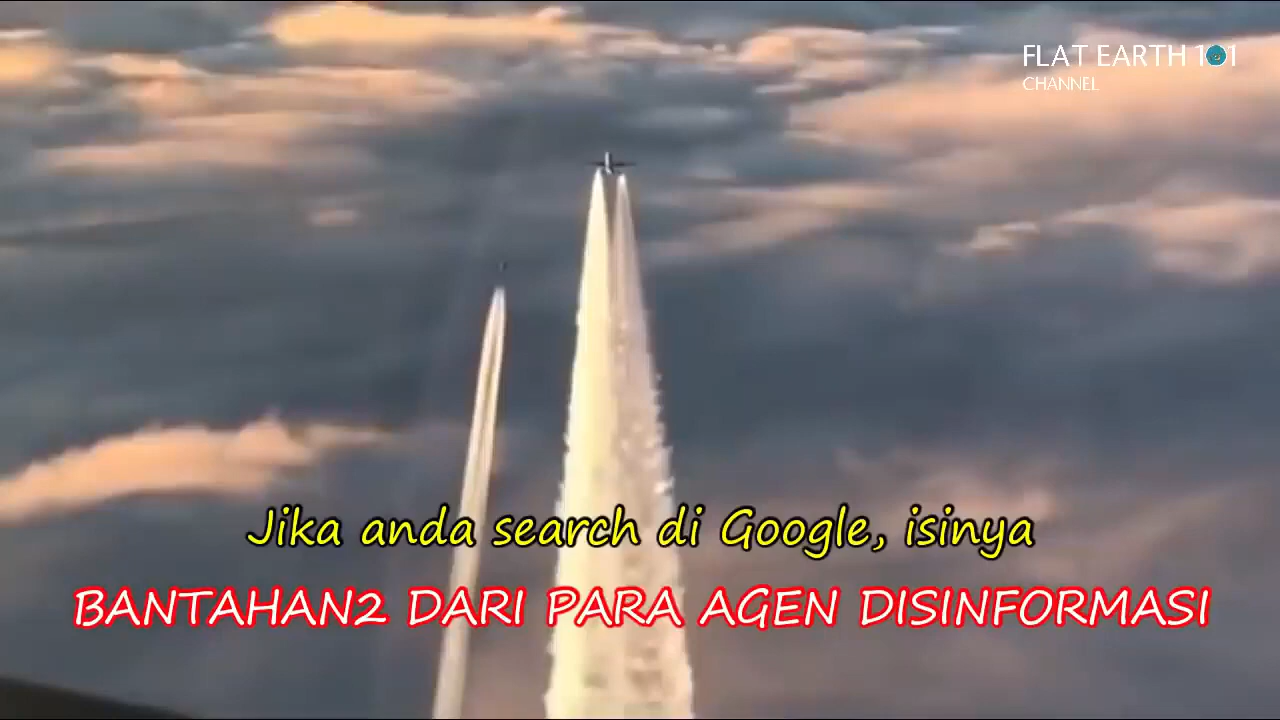 FLAT EARTH 101
CHANNEL
Jika anda search di Google, isinya
BANTAHAN2 DARI PARA AGEN DISINFORMASI